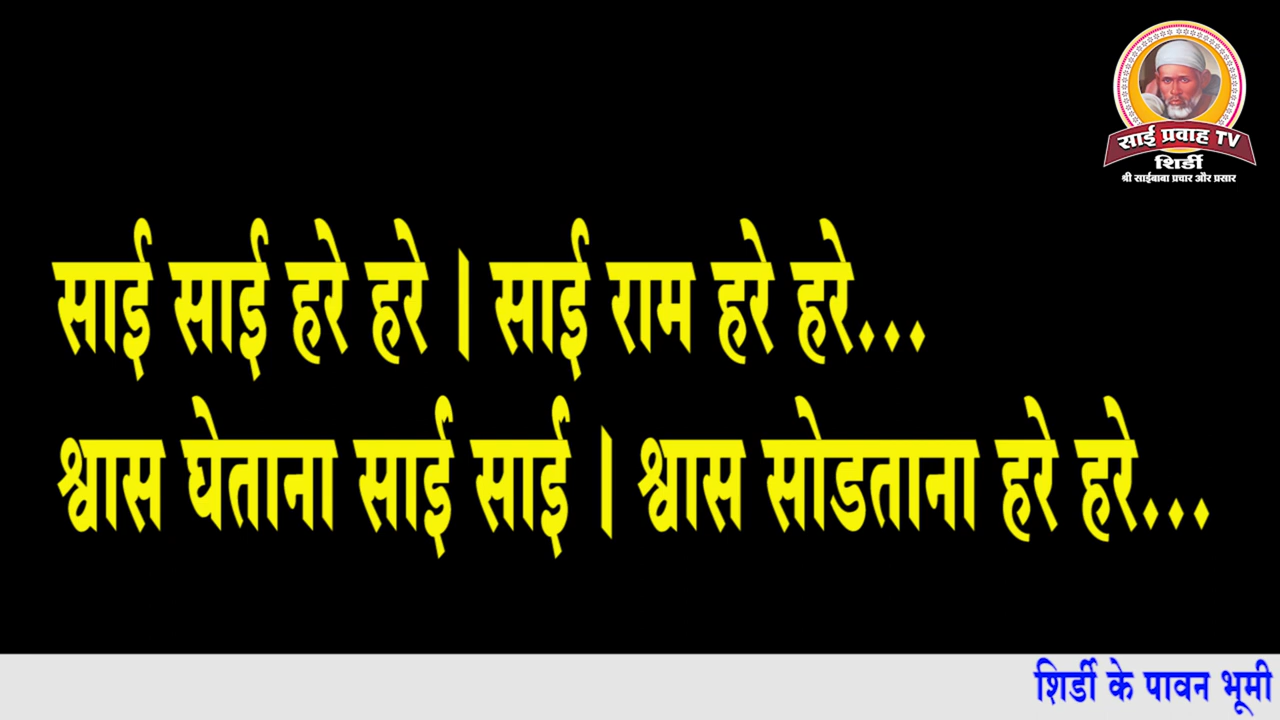 साई प्रवाह TV
शिर्डी
श्री साईबाबा प्रचार और प्रसार
साई साई हरे हरे । साई राम हरे हरे...
श्वास घेताना साई साई । श्वास सोडताना हरे हरे...
शिर्डी के पावन भूमी